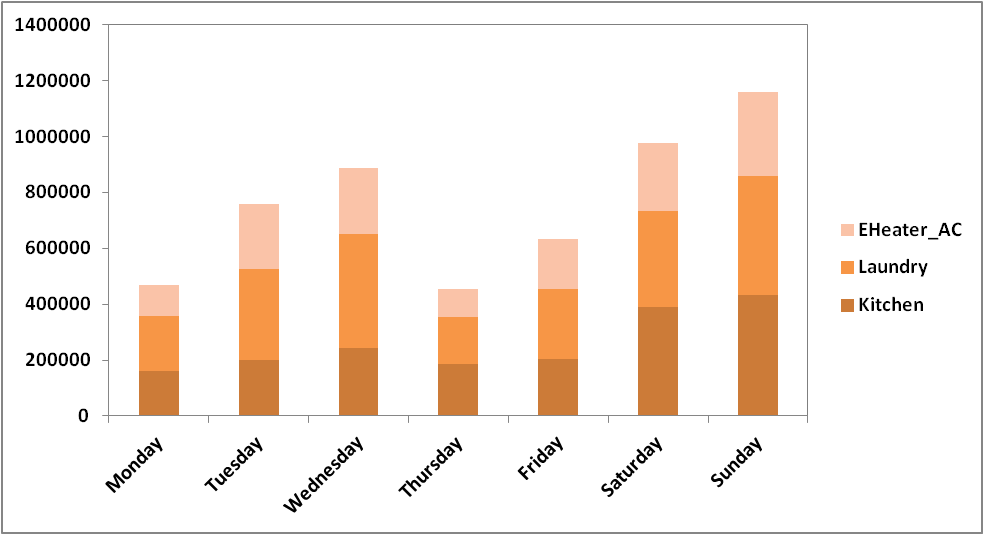 1400000
1200000
1000000
800000
600000
400000
200000
0
Monday
Tuesday
Wednesday
Thursday
Friday
Saturday
Sunday
EHeater_AC
Laundry
Kitchen